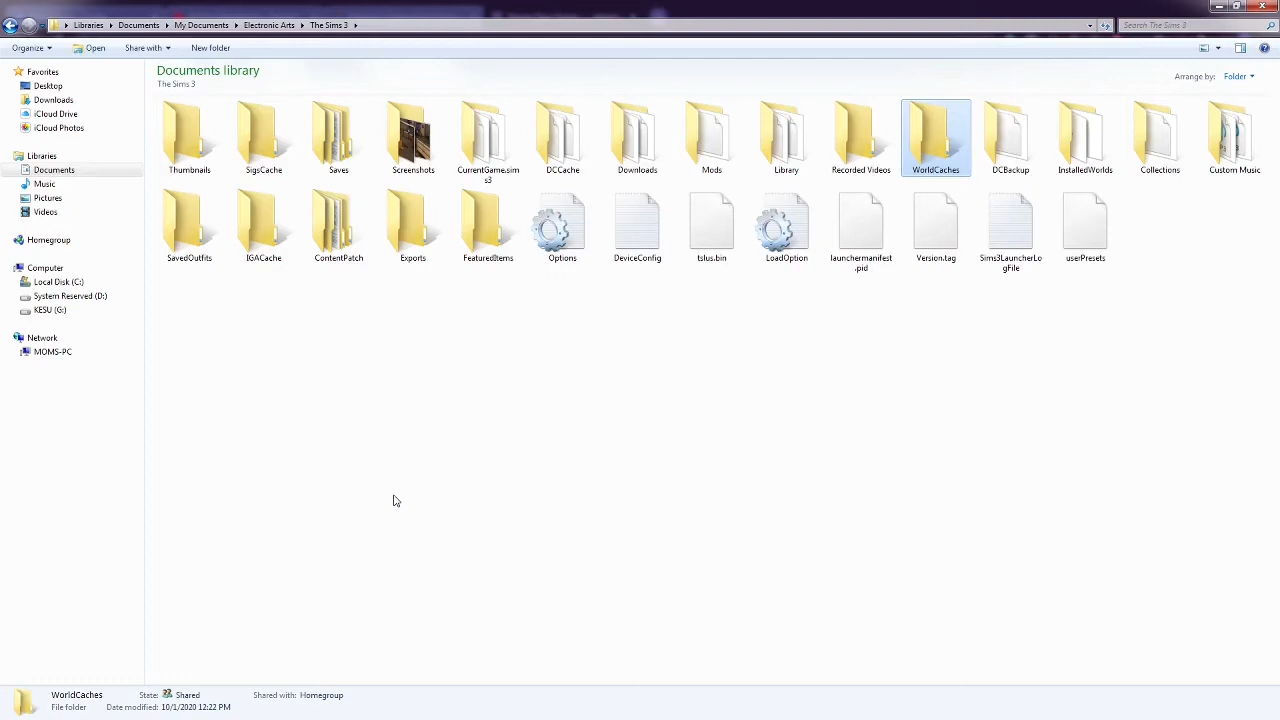 Libraries Documents My Documents Electronic Arts The Sims 3
Search The Sims 3
Organize Open Share with New folder
Documents library
The Sims 3
Arrange by: Folder
Favorites
Desktop
Downloads
iCloud Drive
iCloud Photos
Libraries
Documents
Music
Pictures
Videos
Homegroup
Computer
Local Disk (C:)
System Reserved (D:)
KESU (G:)
Network
MOMS-PC
Thumbnails SigsCache Saves Screenshots CurrentGame.sims3 DCCache Downloads Mods Library Recorded Videos WorldCaches DCBackup InstalledWorlds Collections Custom Music
SavedOutfits IGACache ContentPatch Exports FeaturedItems Options DeviceConfig tslus.bin LoadOption launchermanifest.pid Version.tag Sims3LauncherLogFile userPresets
WorldCaches State: Shared Shared with: Homegroup
File folder Date modified: 10/1/2020 12:22 PM